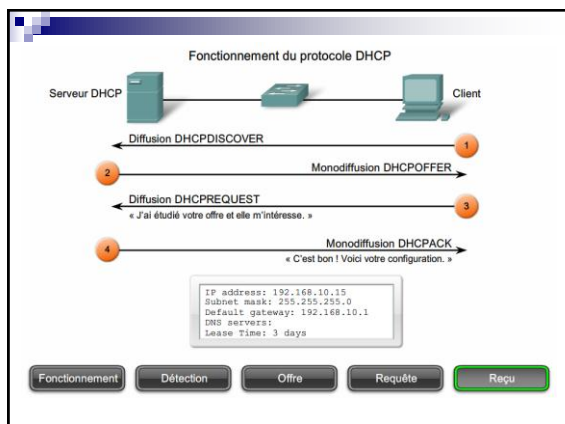 Fonctionnement du protocole DHCP
Serveur DHCP
Client
Diffusion DHCPDISCOVER
1
2
Monodiffusion DHCPOFFER
Diffusion DHCPREQUEST
3
« J'ai étudié votre offre et elle m'intéresse. »
4
Monodiffusion DHCPACK
« C'est bon ! Voici votre configuration. »
IP address: 192.168.10.15
Subnet mask: 255.255.255.0
Default gateway: 192.168.10.1
DNS servers:
Lease Time: 3 days
Fonctionnement
Détection
Offre
Requête
Reçu